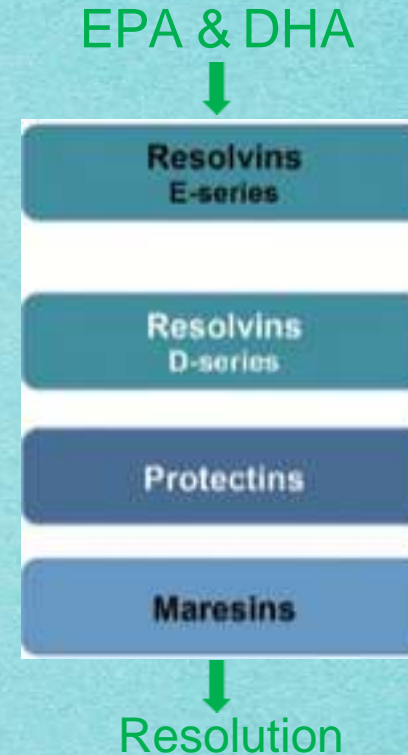 EPA & DHA
Resolvins
E-series
Resolvins
D-series
Protectins
Maresins
Resolution